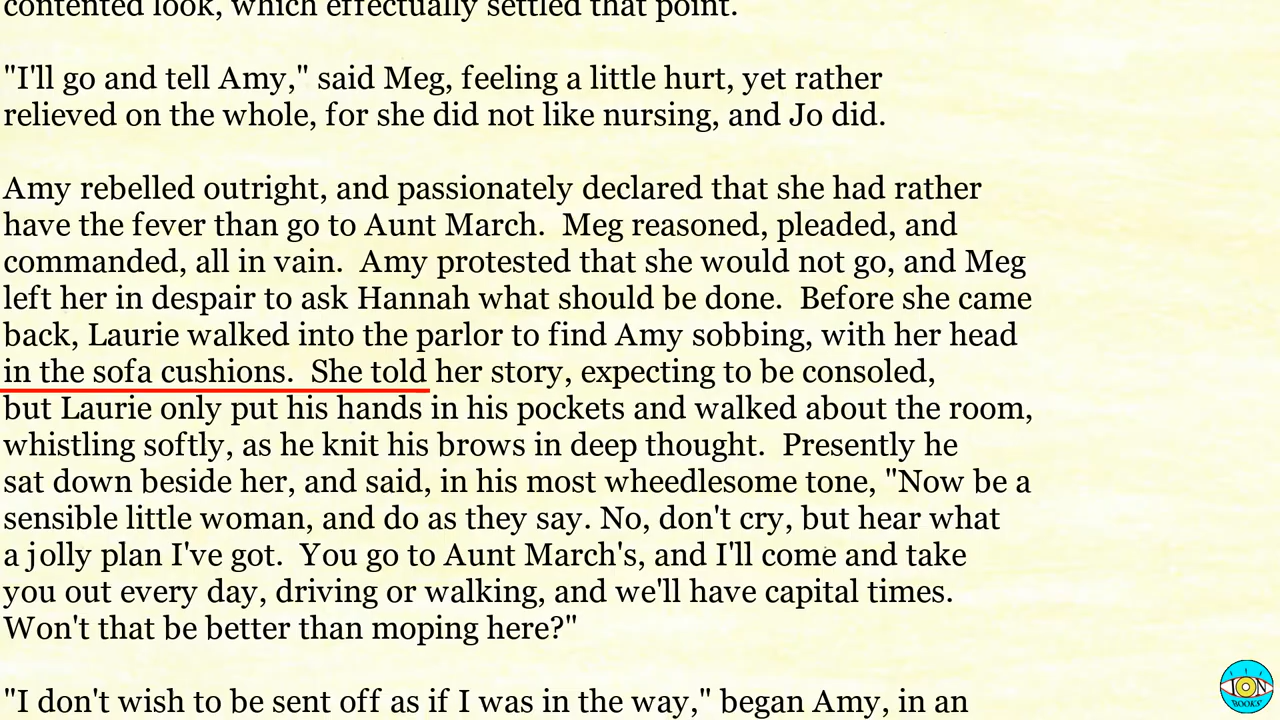 contented look, which effectually settled that point.
"I'll go and tell Amy," said Meg, feeling a little hurt, yet rather
relieved on the whole, for she did not like nursing, and Jo did.
Amy rebelled outright, and passionately declared that she had rather
have the fever than go to Aunt March.  Meg reasoned, pleaded, and
commanded, all in vain.  Amy protested that she would not go, and Meg
left her in despair to ask Hannah what should be done.  Before she came
back, Laurie walked into the parlor to find Amy sobbing, with her head
in the sofa cushions.  She told her story, expecting to be consoled,
but Laurie only put his hands in his pockets and walked about the room,
whistling softly, as he knit his brows in deep thought.  Presently he
sat down beside her, and said, in his most wheedlesome tone, "Now be a
sensible little woman, and do as they say. No, don't cry, but hear what
a jolly plan I've got.  You go to Aunt March's, and I'll come and take
you out every day, driving or walking, and we'll have capital times.
Won't that be better than moping here?"
"I don't wish to be sent off as if I was in the way," began Amy, in an
ION
BOOKS